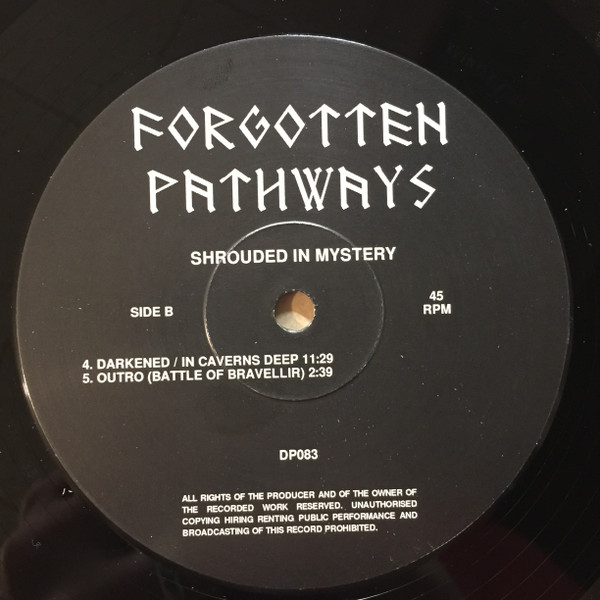 FORGOTTEN
PATHWAYS
SHROUDED IN MYSTERY
SIDE B
45
RPM
4. DARKENED / IN CAVERNS DEEP 11:29
5. OUTRO (BATTLE OF BRAVELLIR) 2:39
DP083
ALL RIGHTS OF THE PRODUCER AND OF THE OWNER OF
THE RECORDED WORK RESERVED. UNAUTHORISED
COPYING HIRING RENTING PUBLIC PERFORMANCE AND
BROADCASTING OF THIS RECORD PROHIBITED.